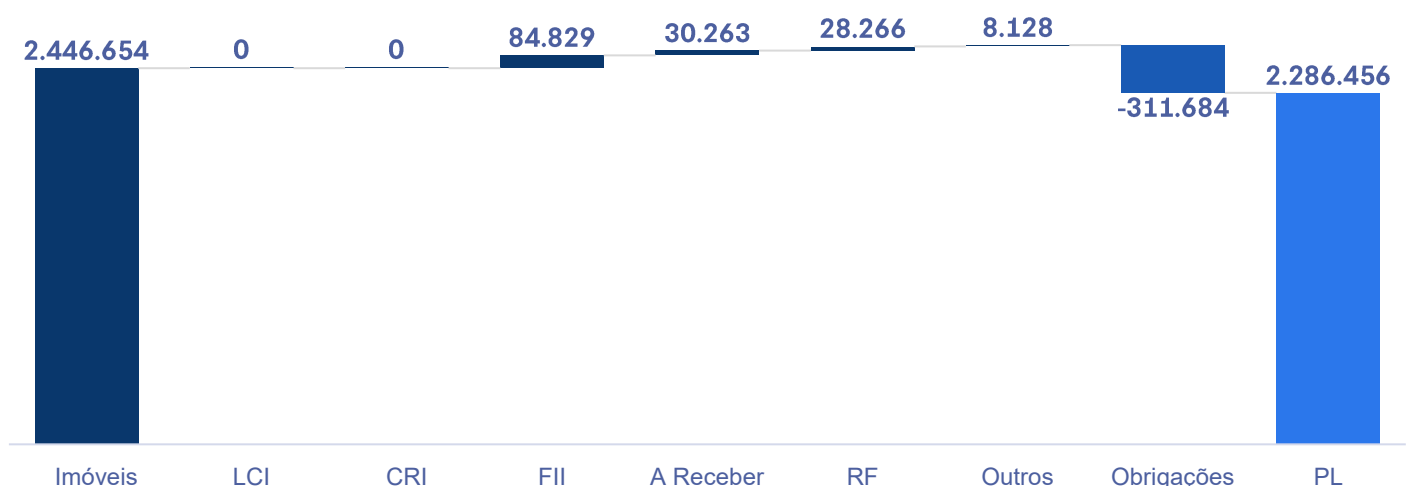 2.446.654 0 0 84.829 30.263 28.266 8.128 -311.684 2.286.456
Imóveis LCI CRI FII A Receber RF Outros Obrigações PL